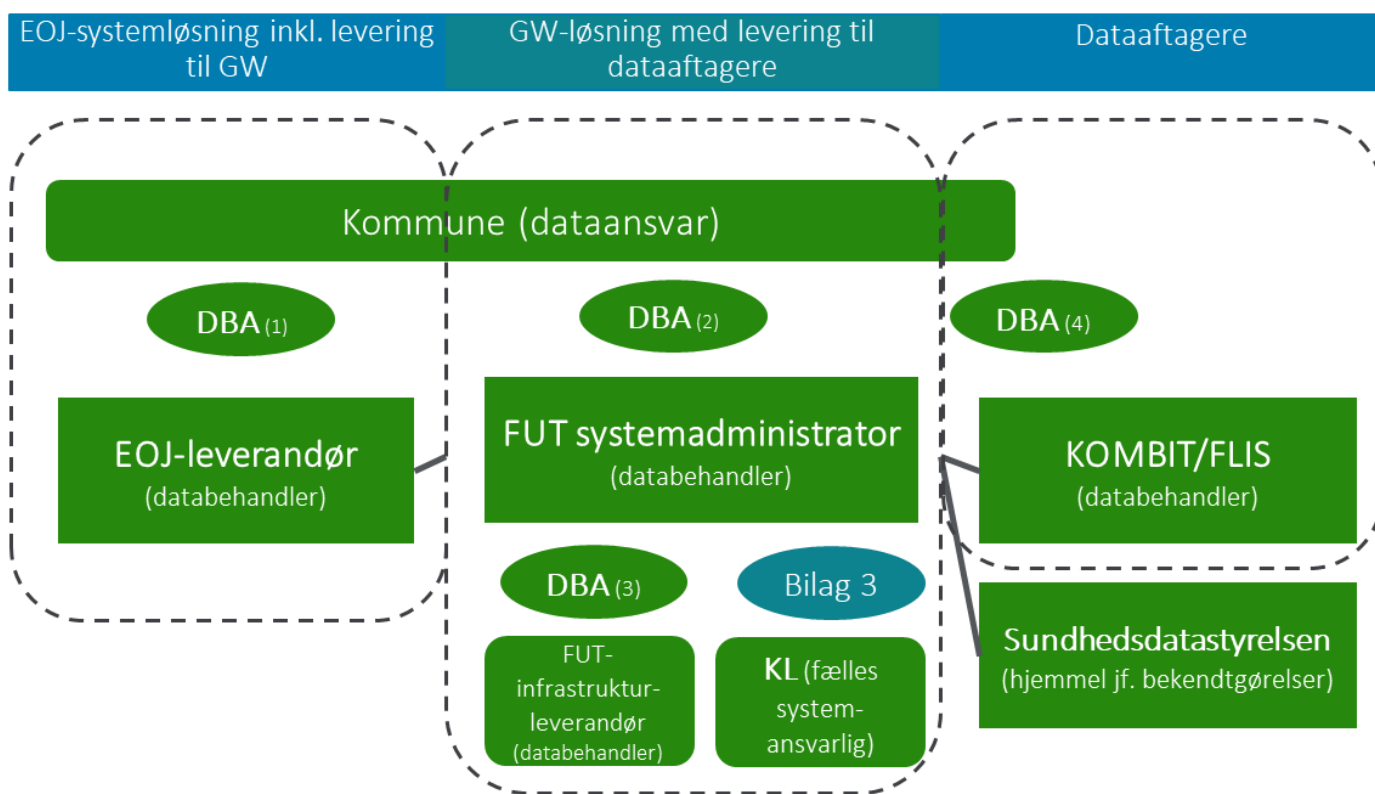 EOJ-systemløsning inkl. levering
til GW
GW-løsning med levering til
dataaftagere
Dataaftagere
Kommune (dataansvar)
DBA (1)
DBA (2)
DBA (4)
EOJ-leverandør
(databehandler)
FUT systemadministrator
(databehandler)
KOMBIT/FLIS
(databehandler)
DBA (3)
Bilag 3
FUT-
infrastruktur-
leverandør
(databehandler)
KL (fælles
system-
ansvarlig)
Sundhedsdatastyrelsen
(hjemmel jf. bekendtgørelser)